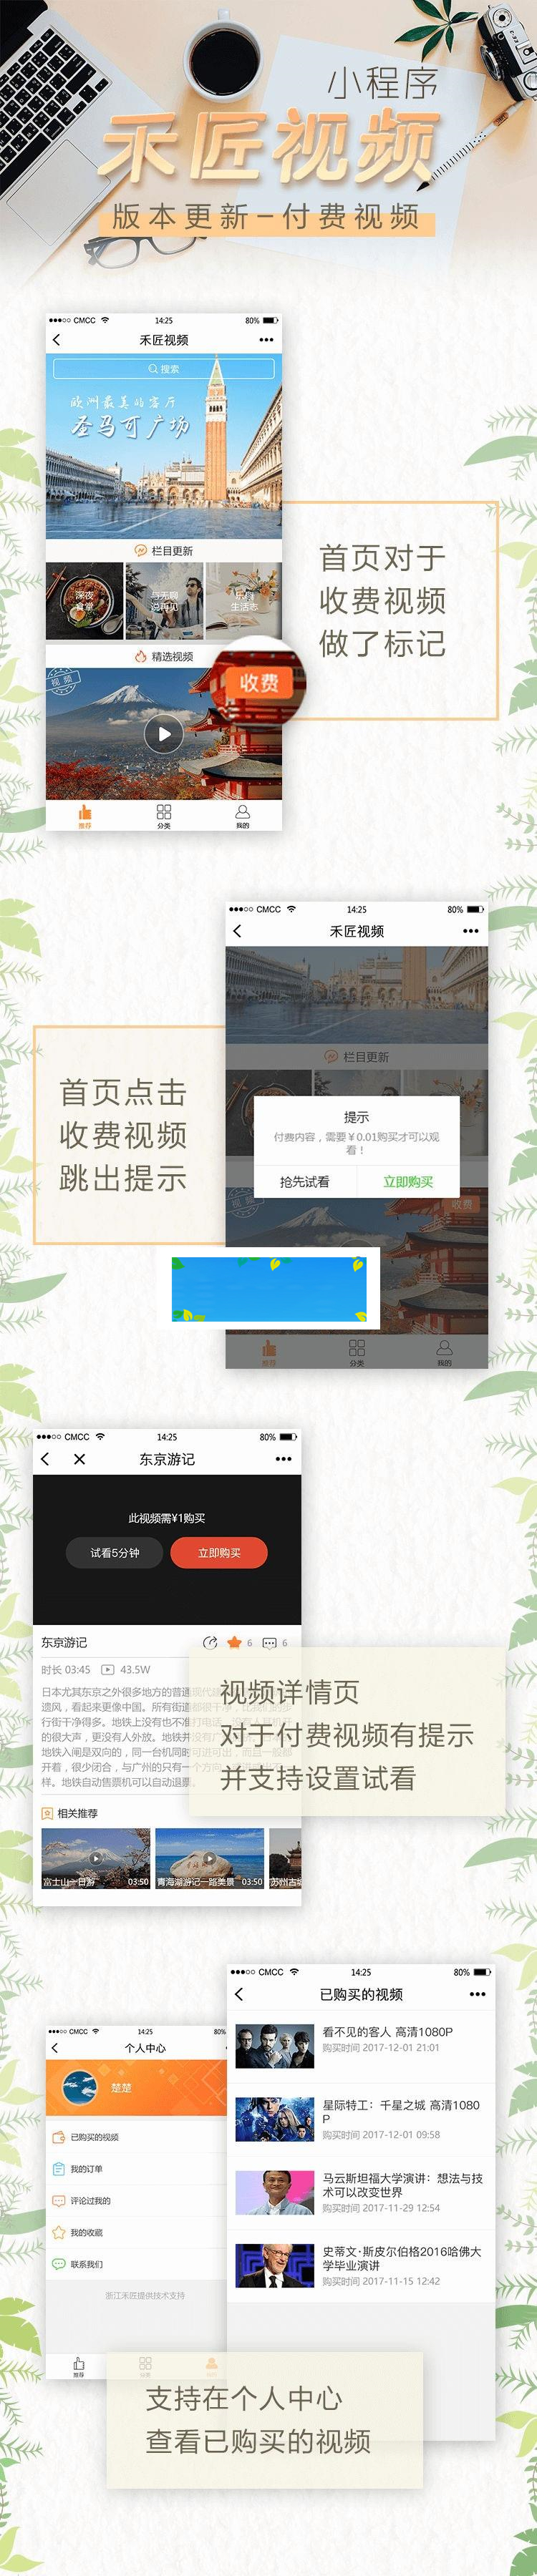 小程序
禾匠视频
版本更新-付费视频
CMCC 14:25 80%
禾匠视频
搜索
欧洲最美的客厅
圣马可广场
栏目更新
深夜食堂
与无聊说再见
生活志
精选视频
视频
收费
推荐 分类 我的
首页对于
收费视频
做了标记
CMCC 14:25 80%
禾匠视频
栏目更新
提示
付费内容，需要￥0.01购买才可以观
看！
抢先试看 立即购买
收费
推荐 分类 我的
首页点击
收费视频
跳出提示
CMCC 14:25 80%
东京游记
此视频需¥1购买
试看5分钟 立即购买
东京游记 6 6
时长 03:45 43.5W
日本尤其东京之外很多地方的普通
遗风，看起来更像中国。所有街道
行街干净得多。地铁上没有也不准
的很大声，更没有人外放。地铁
地铁入闸是双向的，同一台机同时
开着，很少闭合，与广州的只有一
样。地铁自动售票机可以自动退票
相关推荐
富士山一日游 03:50
青海湖游记一路美景 03:50
苏州古城
视频详情页
对于付费视频有提示
并支持设置试看
CMCC 14:25 80%
个人中心
楚楚
已购买的视频
我的订单
评论过我的
我的收藏
联系我们
浙江禾匠提供技术支持
推荐
CMCC 14:25 80%
已购买的视频
看不见的客人 高清1080P
购买时间 2017-12-01 21:01
星际特工：千星之城 高清1080
P
购买时间 2017-12-01 09:58
马云斯坦福大学演讲：想法与技
术可以改变世界
购买时间 2017-11-29 12:54
史蒂文·斯皮尔伯格2016哈佛大
学毕业演讲
购买时间 2017-11-15 12:42
支持在个人中心
查看已购买的视频